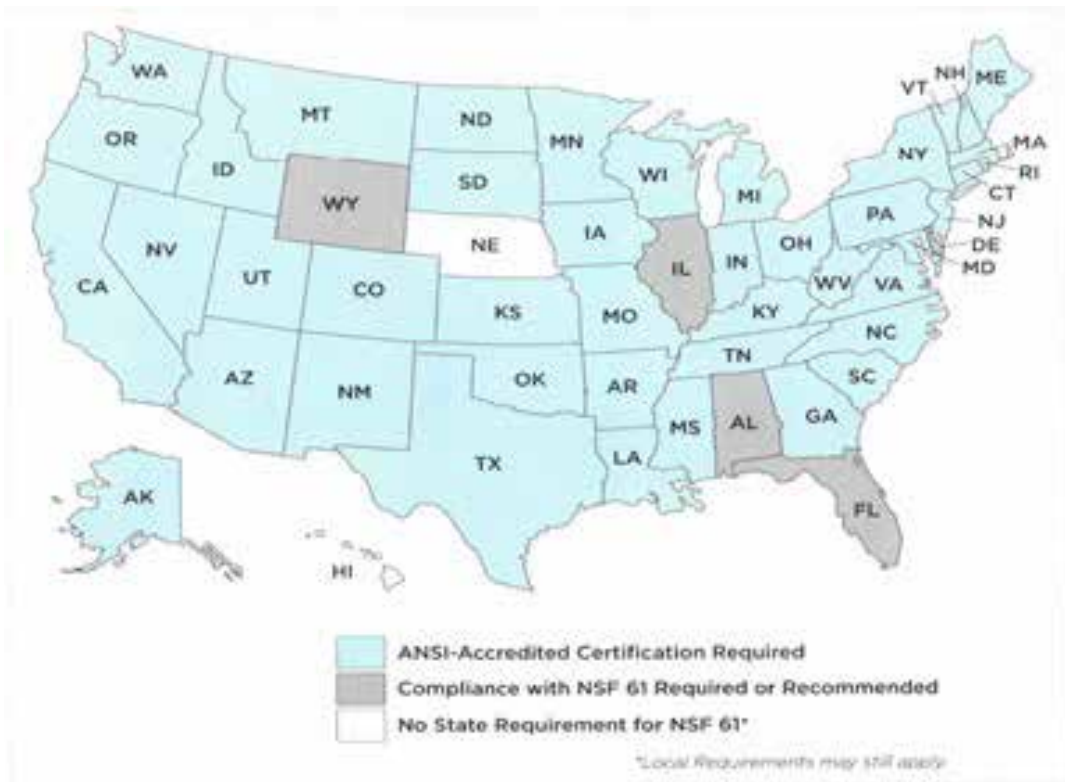 WA
OR
CA
NV
ID
MT
WY
UT
AZ
CO
NM
ND
SD
NE
KS
OK
TX
MN
IA
MO
AR
LA
WI
IL
MS
MI
IN
KY
TN
AL
OH
WV
VA
NC
SC
GA
FL
PA
NY
VT
NH
ME
MA
RI
CT
NJ
DE
MD
AK
HI
ANSI-Accredited Certification Required
Compliance with NSF 61 Required or Recommended
No State Requirement for NSF 61*
*Local Requirements may still apply